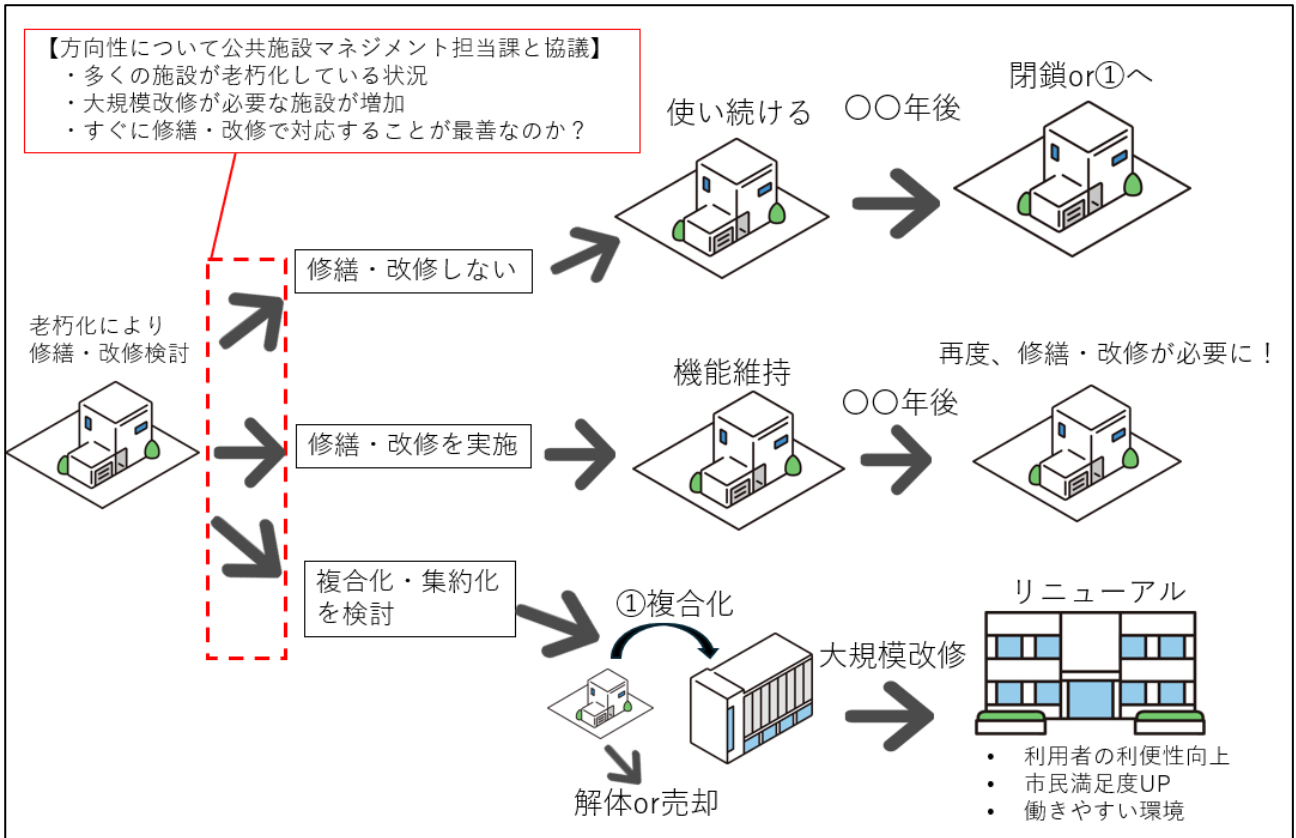 【方向性について公共施設マネジメント担当課と協議】
・多くの施設が老朽化している状況
・大規模改修が必要な施設が増加
・すぐに修繕・改修で対応することが最善なのか？
老朽化により
修繕・改修検討
修繕・改修しない
使い続ける
〇〇年後
閉鎖or①へ
修繕・改修を実施
機能維持
〇〇年後
再度、修繕・改修が必要に！
複合化・集約化
を検討
①複合化
解体or売却
大規模改修
リニューアル
• 利用者の利便性向上
• 市民満足度UP
• 働きやすい環境